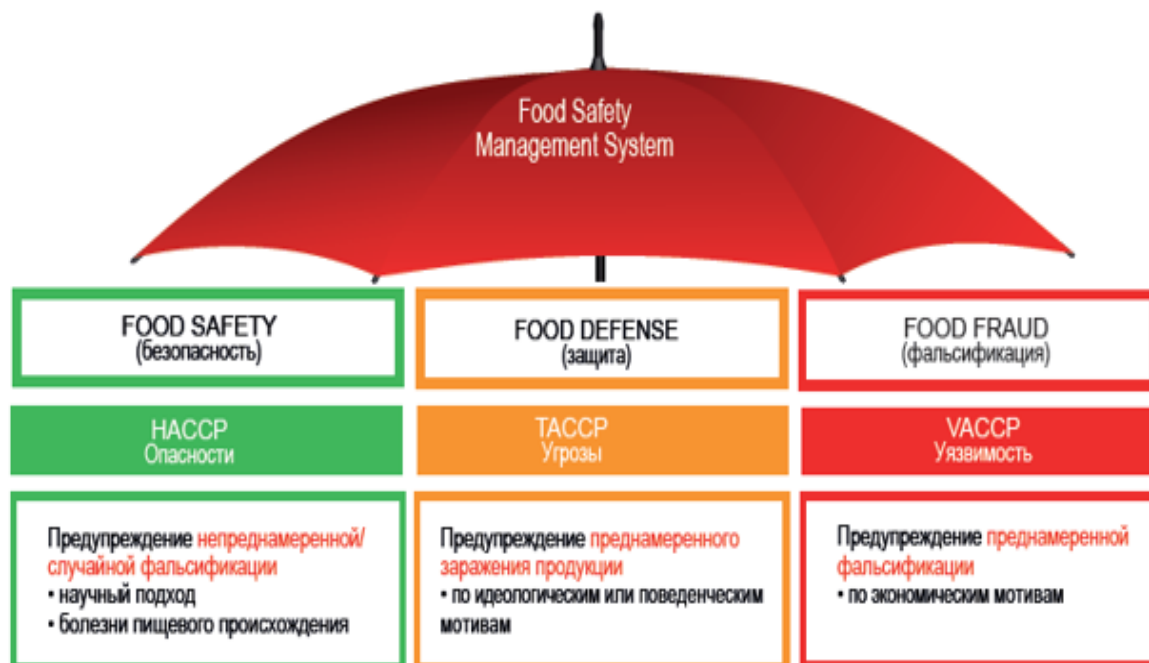 Food Safety
Management System
FOOD SAFETY
(безопасность)
FOOD DEFENSE
(защита)
FOOD FRAUD
(фальсификация)
HACCP
Опасности
TACCP
Угрозы
VACCP
Уязвимость
Предупреждение непреднамеренной/
случайной фальсификации
• научный подход
• болезни пищевого происхождения
Предупреждение преднамеренного
заражения продукции
• по идеологическим или поведенческим
мотивам
Предупреждение преднамеренной
фальсификации
• по экономическим мотивам